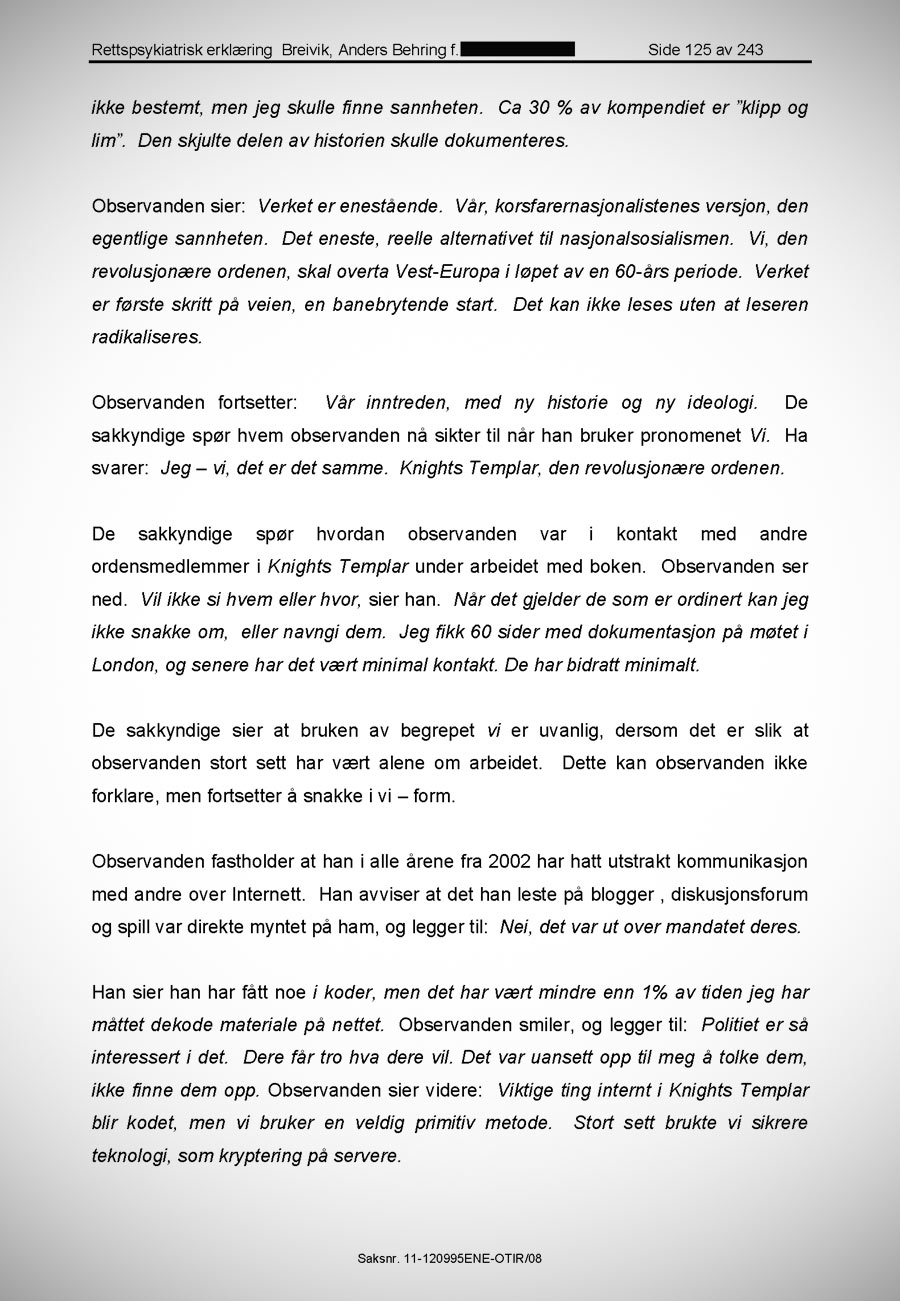 Rettspsykiatrisk erklæring Breivik, Anders Behring f. Side 125 av 243
ikke bestemt, men jeg skulle finne sannheten. Ca 30 % av kompendiet er ”klipp og
lim”. Den skjulte delen av historien skulle dokumenteres.
Observanden sier: Verket er enestående. Vår, korsfarernasjonalistenes versjon, den
egentlige sannheten. Det eneste, reelle alternativet til nasjonalsosialismen. Vi, den
revolusjonære ordenen, skal overta Vest-Europa i løpet av en 60-års periode. Verket
er første skritt på veien, en banebrytende start. Det kan ikke leses uten at leseren
radikaliseres.
Observanden fortsetter: Vår inntreden, med ny historie og ny ideologi. De
sakkyndige spør hvem observanden nå sikter til når han bruker pronomenet Vi. Ha
svarer: Jeg – vi, det er det samme. Knights Templar, den revolusjonære ordenen.
De sakkyndige spør hvordan observanden var i kontakt med andre
ordensmedlemmer i Knights Templar under arbeidet med boken. Observanden ser
ned. Vil ikke si hvem eller hvor, sier han. Når det gjelder de som er ordinert kan jeg
ikke snakke om, eller navngi dem. Jeg fikk 60 sider med dokumentasjon på møtet i
London, og senere har det vært minimal kontakt. De har bidratt minimalt.
De sakkyndige sier at bruken av begrepet vi er uvanlig, dersom det er slik at
observanden stort sett har vært alene om arbeidet. Dette kan observanden ikke
forklare, men fortsetter å snakke i vi – form.
Observanden fastholder at han i alle årene fra 2002 har hatt utstrakt kommunikasjon
med andre over Internett. Han avviser at det han leste på blogger , diskusjonsforum
og spill var direkte myntet på ham, og legger til: Nei, det var ut over mandatet deres.
Han sier han har fått noe i koder, men det har vært mindre enn 1% av tiden jeg har
måttet dekode materiale på nettet. Observanden smiler, og legger til: Politiet er så
interessert i det. Dere får tro hva dere vil. Det var uansett opp til meg å tolke dem,
ikke finne dem opp. Observanden sier videre: Viktige ting internt i Knights Templar
blir kodet, men vi bruker en veldig primitiv metode. Stort sett brukte vi sikrere
teknologi, som kryptering på servere.
Saksnr. 11-120995ENE-OTIR/08